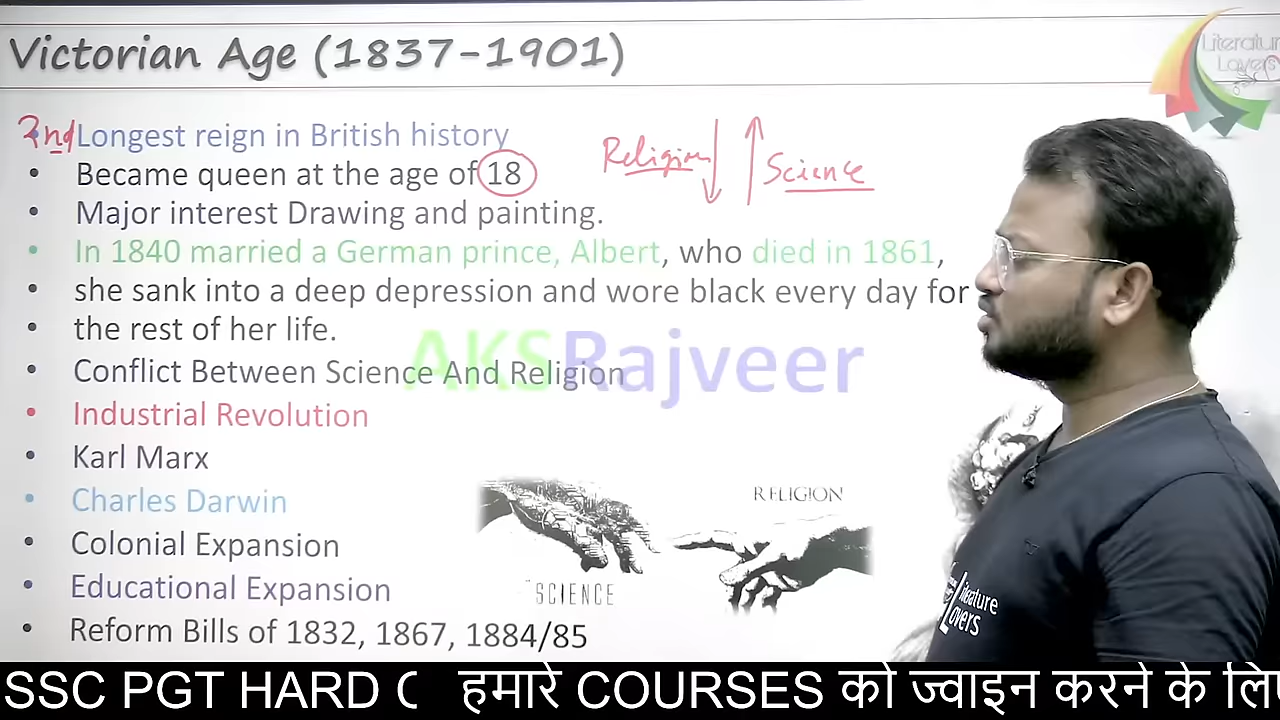 Victorian Age (1837-1901)
Literature
Lovers
2nd Longest reign in British history
Religion Science
• Became queen at the age of 18
• Major interest Drawing and painting.
• In 1840 married a German prince, Albert, who died in 1861,
• she sank into a deep depression and wore black every day for
• the rest of her life.
AKSRajveer
• Conflict Between Science And Religion
• Industrial Revolution
• Karl Marx
• Charles Darwin
• Colonial Expansion
• Educational Expansion
• Reform Bills of 1832, 1867, 1884/85
RELIGION
SCIENCE
Literature
Lovers
SSC PGT HARD C हमारे COURSES को ज्वाइन करने के लि